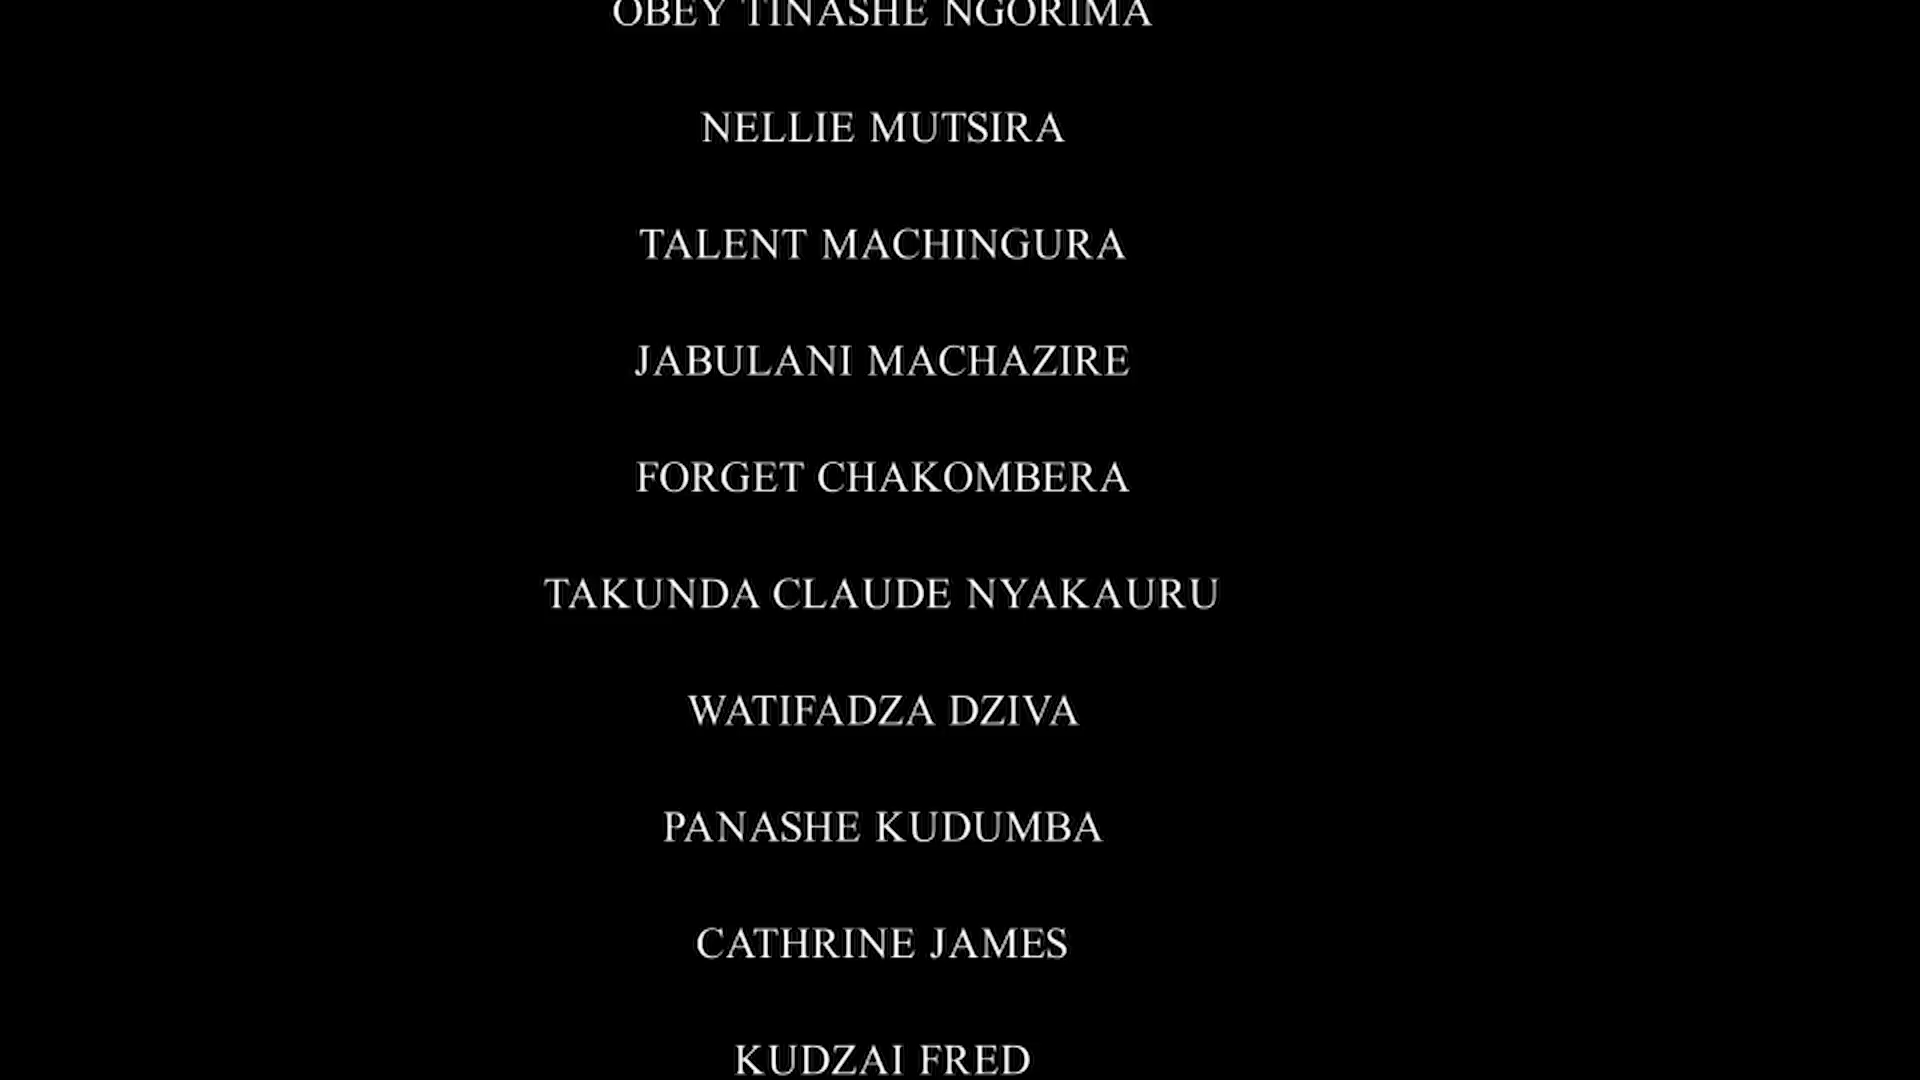 OBEY TINASHE NGORIMA
NELLIE MUTSIRA
TALENT MACHINGURA
JABULANI MACHAZIRE
FORGET CHAKOMBERA
TAKUNDA CLAUDE NYAKAURU
WATIFADZA DZIVA
PANASHE KUDUMBA
CATHRINE JAMES
KUDZAI FRED